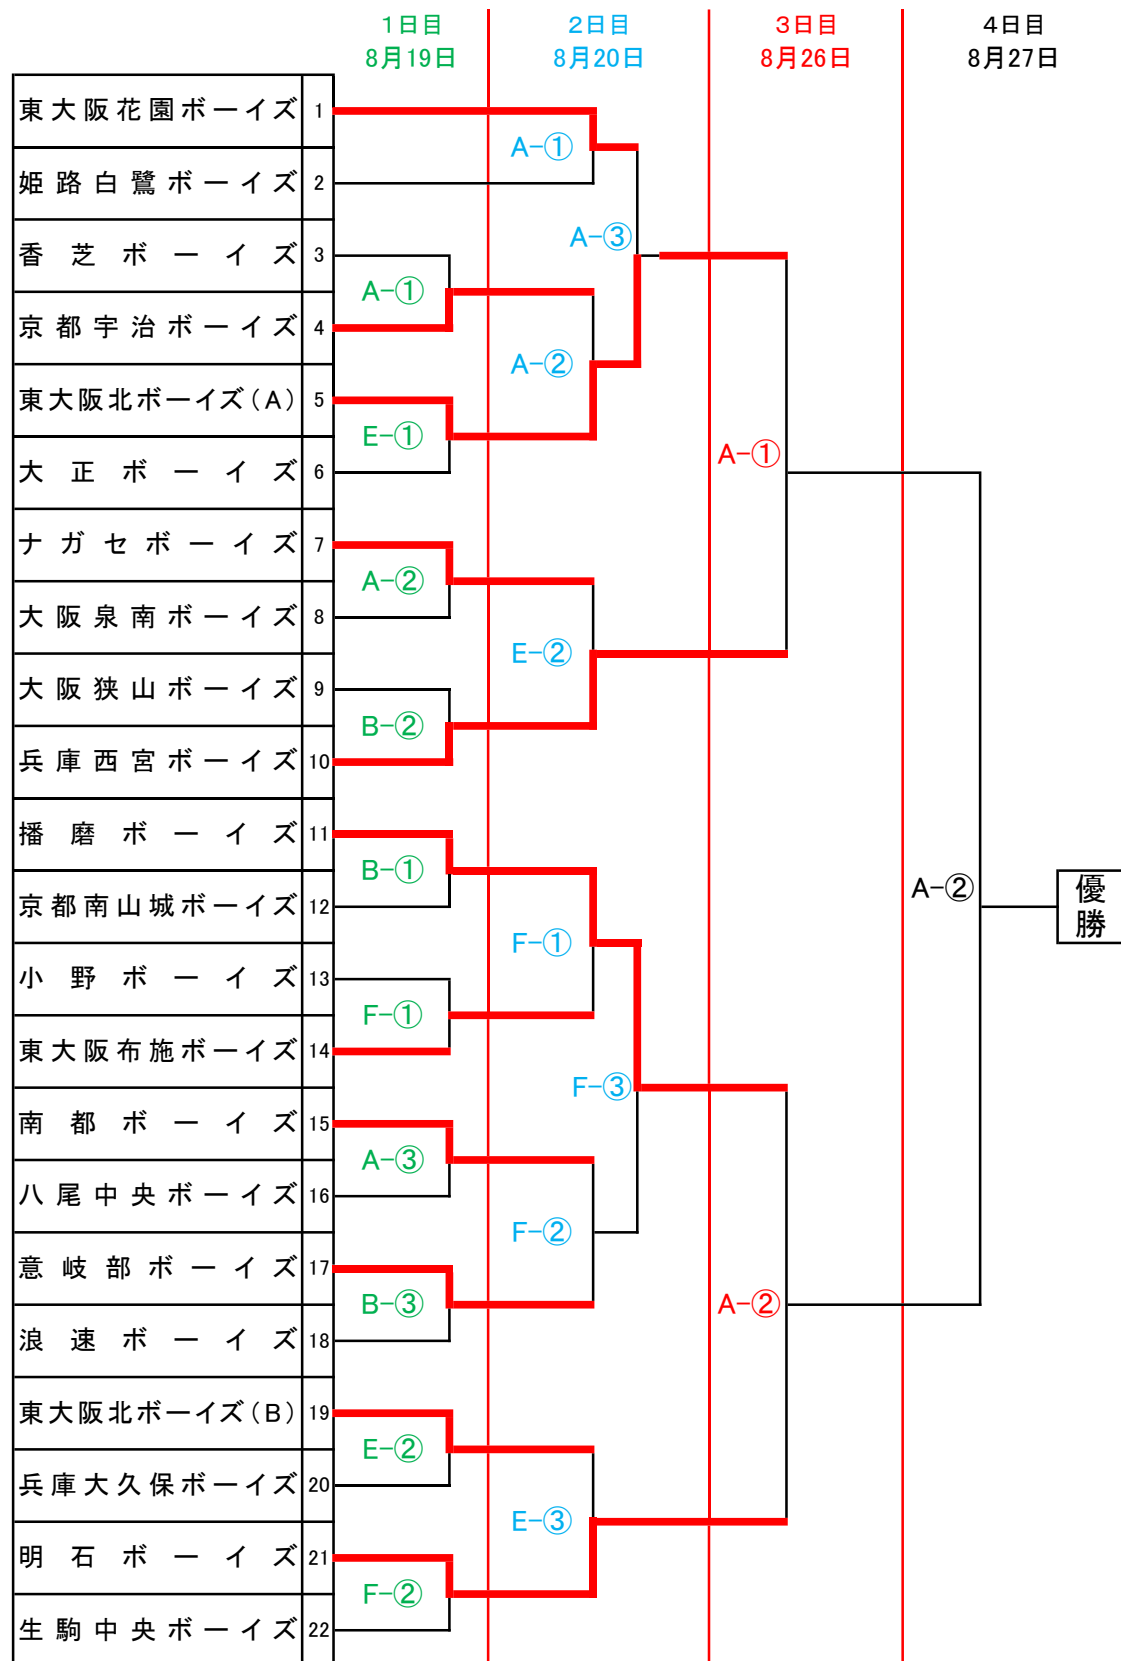 1日目 2日目 3日目 4日目
8月19日 8月20日 8月26日 8月27日
東大阪花園ボーイズ 1
A-①
姫路白鷺ボーイズ 2
A-③
香芝ボーイズ 3
A-①
京都宇治ボーイズ 4
A-②
東大阪北ボーイズ(A) 5
E-①
A-①
大正ボーイズ 6
ナガセボーイズ 7
A-②
大阪泉南ボーイズ 8
E-②
大阪狭山ボーイズ 9
B-②
兵庫西宮ボーイズ 10
播磨ボーイズ 11
B-①
A-②
優勝
京都南山城ボーイズ 12
F-①
小野ボーイズ 13
F-①
東大阪布施ボーイズ 14
F-③
南都ボーイズ 15
A-③
八尾中央ボーイズ 16
F-②
意岐部ボーイズ 17
B-③
A-②
浪速ボーイズ 18
東大阪北ボーイズ(B) 19
E-②
兵庫大久保ボーイズ 20
E-③
明石ボーイズ 21
F-②
生駒中央ボーイズ 22